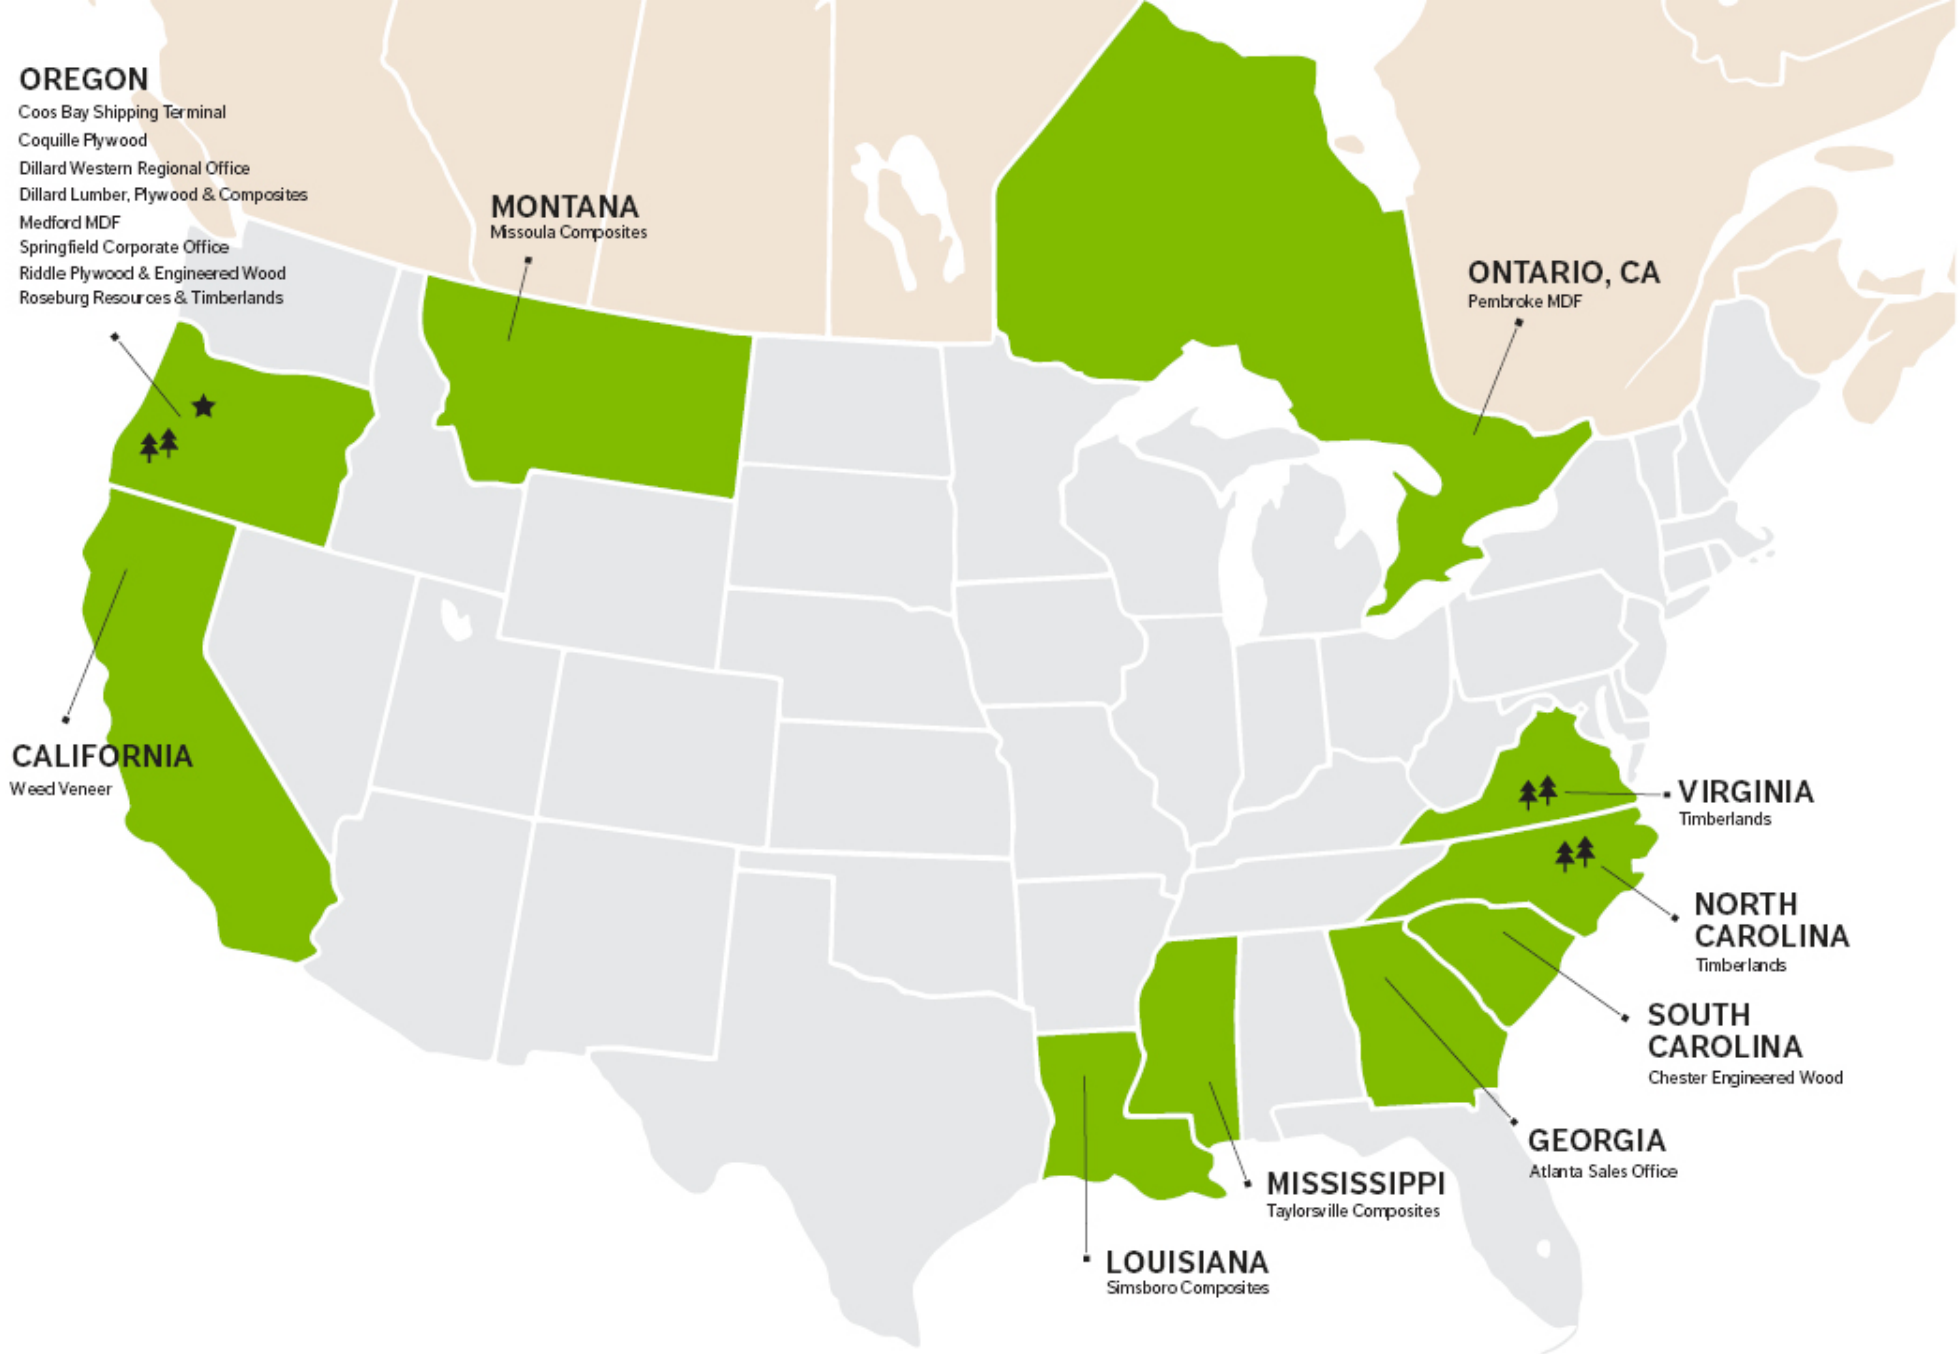 OREGON
Coos Bay Shipping Terminal
Coquille Plywood
Dillard Western Regional Office
Dillard Lumber, Plywood & Composites
Medford MDF
Springfield Corporate Office
Riddle Plywood & Engineered Wood
Roseburg Resources & Timberlands
MONTANA
Missoula Composites
ONTARIO, CA
Pembroke MDF
CALIFORNIA
Weed Veneer
VIRGINIA
Timberlands
NORTH
CAROLINA
Timberlands
SOUTH
CAROLINA
Chester Engineered Wood
GEORGIA
Atlanta Sales Office
MISSISSIPPI
Taylorsville Composites
LOUISIANA
Simsboro Composites